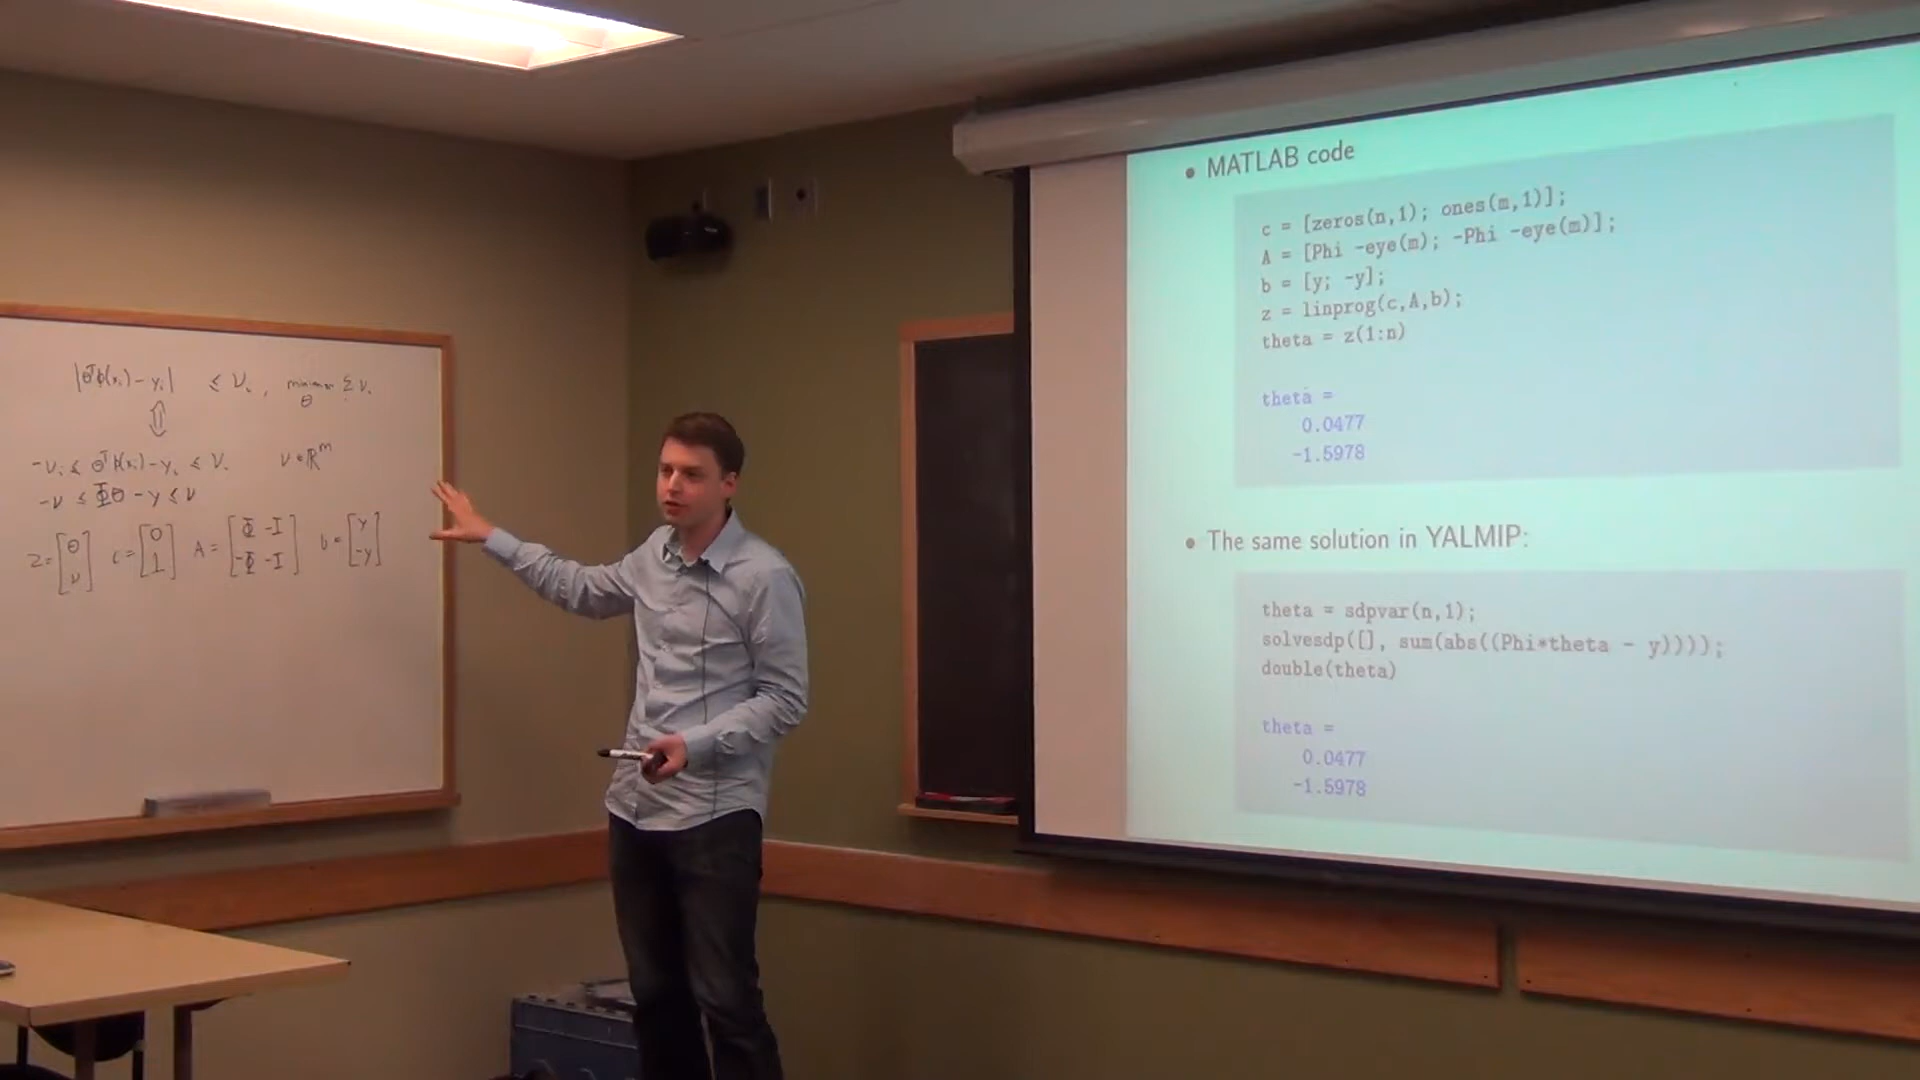 |θᵀϕ(xᵢ) − yᵢ| ≤ νᵢ , minimize Σ νᵢ
θ
⇕
−νᵢ ≤ θᵀϕ(xᵢ) − yᵢ ≤ νᵢ ν ∈ ℝᵐ
−ν ≤ Φθ − y ≤ ν
z = [θ ν] c = [0 1] A = [Φ −I −Φ −I] b = [y −y]
• MATLAB code
c = [zeros(n,1); ones(m,1)];
A = [Phi -eye(m); -Phi -eye(m)];
b = [y; -y];
z = linprog(c,A,b);
theta = z(1:n)
theta =
0.0477
-1.5978
• The same solution in YALMIP:
theta = sdpvar(n,1);
solvesdp([], sum(abs((Phi*theta - y))));
double(theta)
theta =
0.0477
-1.5978